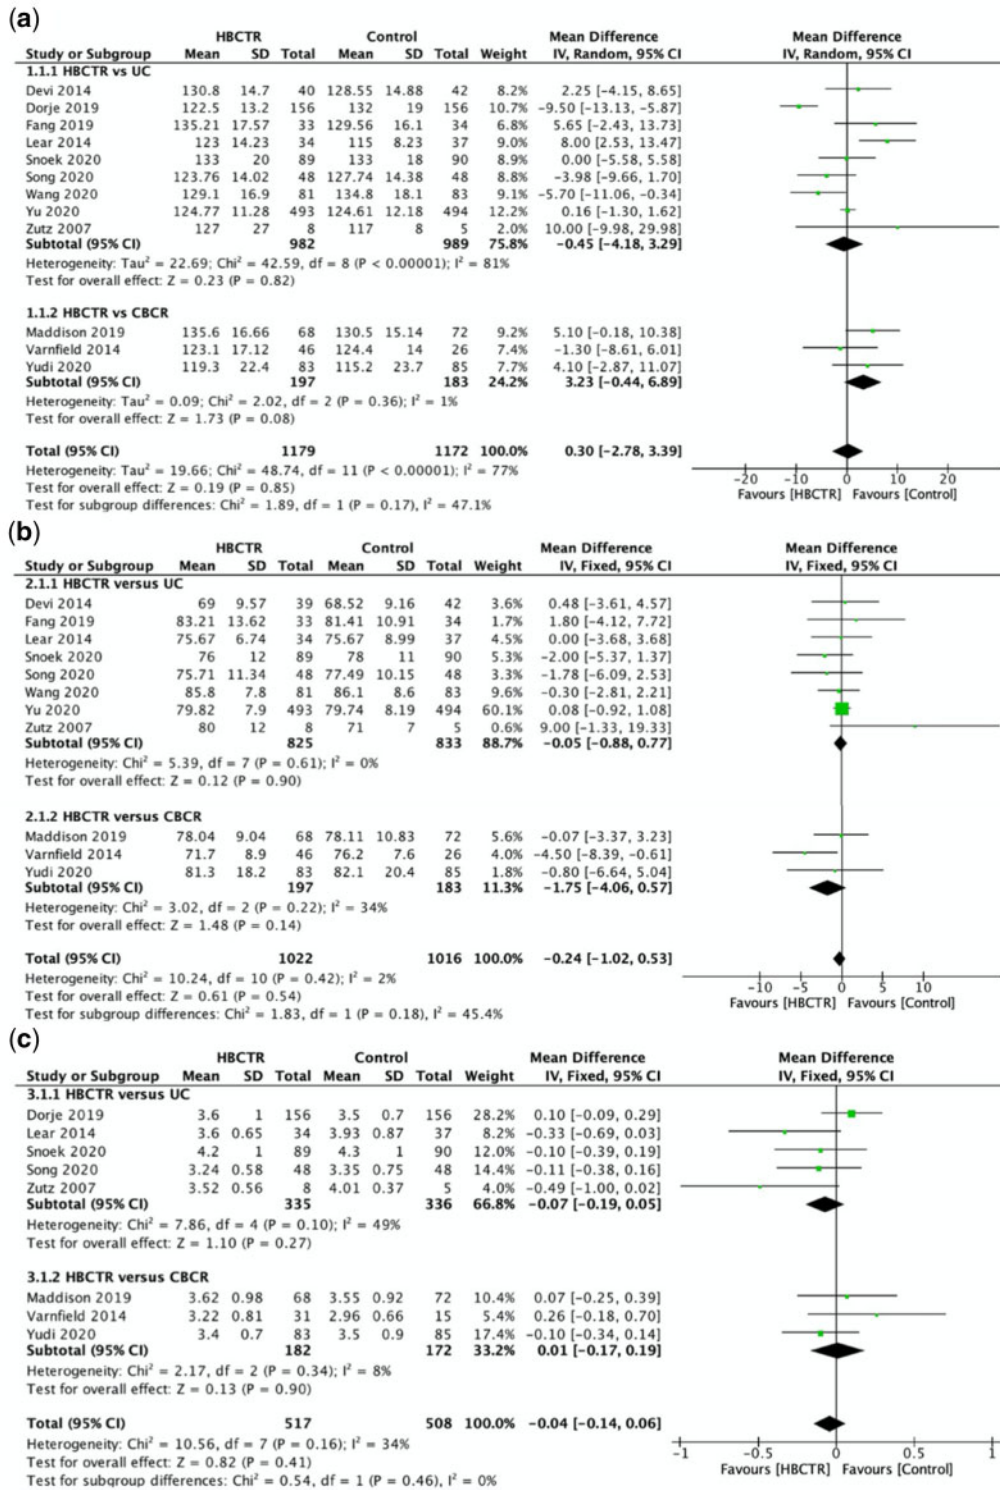 (a)
HBCTR Control Mean Difference Mean Difference
Study or Subgroup Mean SD Total Mean SD Total Weight IV, Random, 95% CI IV, Random, 95% CI
1.1.1 HBCTR vs UC
Devi 2014 130.8 14.7 40 128.55 14.88 42 8.2% 2.25 [-4.15, 8.65]
Dorje 2019 122.5 13.2 156 132 19 156 10.7% -9.50 [-13.13, -5.87]
Fang 2019 135.21 17.57 33 129.56 16.1 34 6.8% 5.65 [-2.43, 13.73]
Lear 2014 123 14.23 34 115 8.23 37 9.0% 8.00 [2.53, 13.47]
Snoek 2020 133 20 89 133 18 90 8.9% 0.00 [-5.58, 5.58]
Song 2020 123.76 14.02 48 127.74 14.38 48 8.8% -3.98 [-9.66, 1.70]
Wang 2020 129.1 16.9 81 134.8 18.1 83 9.1% -5.70 [-11.06, -0.34]
Yu 2020 124.77 11.28 493 124.61 12.18 494 12.2% 0.16 [-1.30, 1.62]
Zutz 2007 127 27 8 117 8 5 2.0% 10.00 [-9.98, 29.98]
Subtotal (95% CI) 982 989 75.8% -0.45 [-4.18, 3.29]
Heterogeneity: Tau² = 22.69; Chi² = 42.59, df = 8 (P < 0.00001); I² = 81%
Test for overall effect: Z = 0.23 (P = 0.82)
1.1.2 HBCTR vs CBCR
Maddison 2019 135.6 16.66 68 130.5 15.14 72 9.2% 5.10 [-0.18, 10.38]
Varnfield 2014 123.1 17.12 46 124.4 14 26 7.4% -1.30 [-8.61, 6.01]
Yudi 2020 119.3 22.4 83 115.2 23.7 85 7.7% 4.10 [-2.87, 11.07]
Subtotal (95% CI) 197 183 24.2% 3.23 [-0.44, 6.89]
Heterogeneity: Tau² = 0.09; Chi² = 2.02, df = 2 (P = 0.36); I² = 1%
Test for overall effect: Z = 1.73 (P = 0.08)
Total (95% CI) 1179 1172 100.0% 0.30 [-2.78, 3.39]
Heterogeneity: Tau² = 19.66; Chi² = 48.74, df = 11 (P < 0.00001); I² = 77%
Test for overall effect: Z = 0.19 (P = 0.85)
Test for subgroup differences: Chi² = 1.89, df = 1 (P = 0.17), I² = 47.1%
-20 -10 0 10 20
Favours [HBCTR] Favours [Control]
(b)
HBCTR Control Mean Difference Mean Difference
Study or Subgroup Mean SD Total Mean SD Total Weight IV, Fixed, 95% CI IV, Fixed, 95% CI
2.1.1 HBCTR versus UC
Devi 2014 69 9.57 39 68.52 9.16 42 3.6% 0.48 [-3.61, 4.57]
Fang 2019 83.21 13.62 33 81.41 10.91 34 1.7% 1.80 [-4.12, 7.72]
Lear 2014 75.67 6.74 34 75.67 8.99 37 4.5% 0.00 [-3.68, 3.68]
Snoek 2020 76 12 89 78 11 90 5.3% -2.00 [-5.37, 1.37]
Song 2020 75.71 11.34 48 77.49 10.15 48 3.3% -1.78 [-6.09, 2.53]
Wang 2020 85.8 7.8 81 86.1 8.6 83 9.6% -0.30 [-2.81, 2.21]
Yu 2020 79.82 7.9 493 79.74 8.19 494 60.1% 0.08 [-0.92, 1.08]
Zutz 2007 80 12 8 71 7 5 0.6% 9.00 [-1.33, 19.33]
Subtotal (95% CI) 825 833 88.7% -0.05 [-0.88, 0.77]
Heterogeneity: Chi² = 5.39, df = 7 (P = 0.61); I² = 0%
Test for overall effect: Z = 0.12 (P = 0.90)
2.1.2 HBCTR versus CBCR
Maddison 2019 78.04 9.04 68 78.11 10.83 72 5.6% -0.07 [-3.37, 3.23]
Varnfield 2014 71.7 8.9 46 76.2 7.6 26 4.0% -4.50 [-8.39, -0.61]
Yudi 2020 81.3 18.2 83 82.1 20.4 85 1.8% -0.80 [-6.64, 5.04]
Subtotal (95% CI) 197 183 11.3% -1.75 [-4.06, 0.57]
Heterogeneity: Chi² = 3.02, df = 2 (P = 0.22); I² = 34%
Test for overall effect: Z = 1.48 (P = 0.14)
Total (95% CI) 1022 1016 100.0% -0.24 [-1.02, 0.53]
Heterogeneity: Chi² = 10.24, df = 10 (P = 0.42); I² = 2%
Test for overall effect: Z = 0.61 (P = 0.54)
Test for subgroup differences: Chi² = 1.83, df = 1 (P = 0.18), I² = 45.4%
-10 -5 0 5 10
Favours [HBCTR] Favours [Control]
(c)
HBCTR Control Mean Difference Mean Difference
Study or Subgroup Mean SD Total Mean SD Total Weight IV, Fixed, 95% CI IV, Fixed, 95% CI
3.1.1 HBCTR versus UC
Dorje 2019 3.6 1 156 3.5 0.7 156 28.2% 0.10 [-0.09, 0.29]
Lear 2014 3.6 0.65 34 3.93 0.87 37 8.2% -0.33 [-0.69, 0.03]
Snoek 2020 4.2 1 89 4.3 1 90 12.0% -0.10 [-0.39, 0.19]
Song 2020 3.24 0.58 48 3.35 0.75 48 14.4% -0.11 [-0.38, 0.16]
Zutz 2007 3.52 0.56 8 4.01 0.37 5 4.0% -0.49 [-1.00, 0.02]
Subtotal (95% CI) 335 336 66.8% -0.07 [-0.19, 0.05]
Heterogeneity: Chi² = 7.86, df = 4 (P = 0.10); I² = 49%
Test for overall effect: Z = 1.10 (P = 0.27)
3.1.2 HBCTR versus CBCR
Maddison 2019 3.62 0.98 68 3.55 0.92 72 10.4% 0.07 [-0.25, 0.39]
Varnfield 2014 3.22 0.81 31 2.96 0.66 15 5.4% 0.26 [-0.18, 0.70]
Yudi 2020 3.4 0.7 83 3.5 0.9 85 17.4% -0.10 [-0.34, 0.14]
Subtotal (95% CI) 182 172 33.2% 0.01 [-0.17, 0.19]
Heterogeneity: Chi² = 2.17, df = 2 (P = 0.34); I² = 8%
Test for overall effect: Z = 0.13 (P = 0.90)
Total (95% CI) 517 508 100.0% -0.04 [-0.14, 0.06]
Heterogeneity: Chi² = 10.56, df = 7 (P = 0.16); I² = 34%
Test for overall effect: Z = 0.82 (P = 0.41)
Test for subgroup differences: Chi² = 0.54, df = 1 (P = 0.46), I² = 0%
-1 -0.5 0 0.5 1
Favours [HBCTR] Favours [Control]